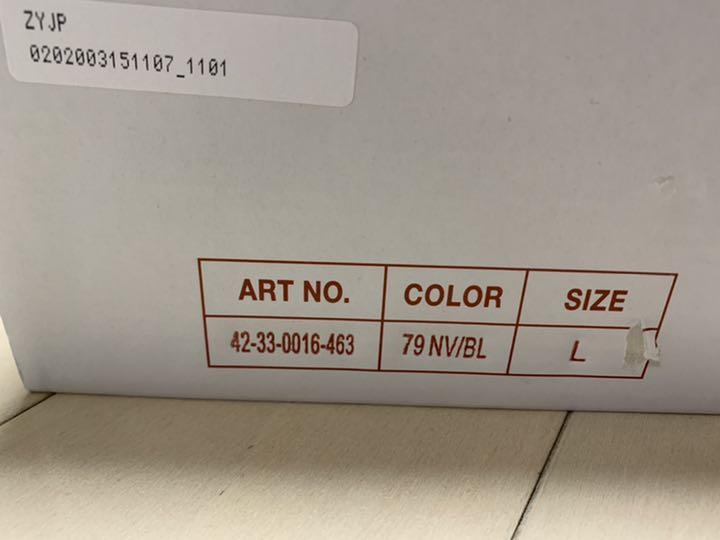 ZYJP
0202003151107_1101
ART NO. COLOR SIZE
42-33-0016-463 79 NV/BL L